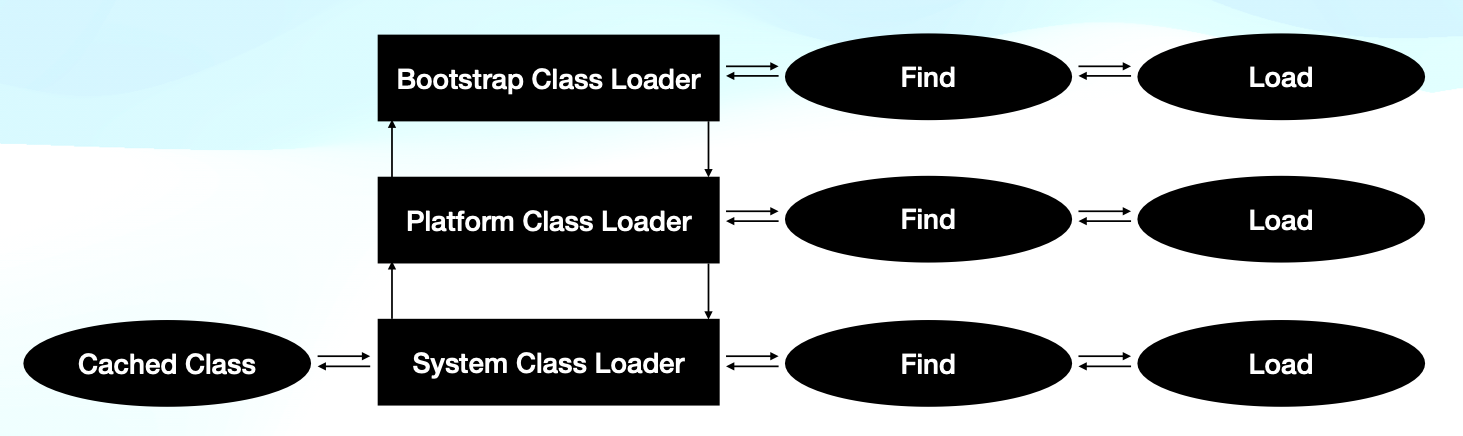 Bootstrap Class Loader
Find
Load
Platform Class Loader
Find
Load
Cached Class
System Class Loader
Find
Load